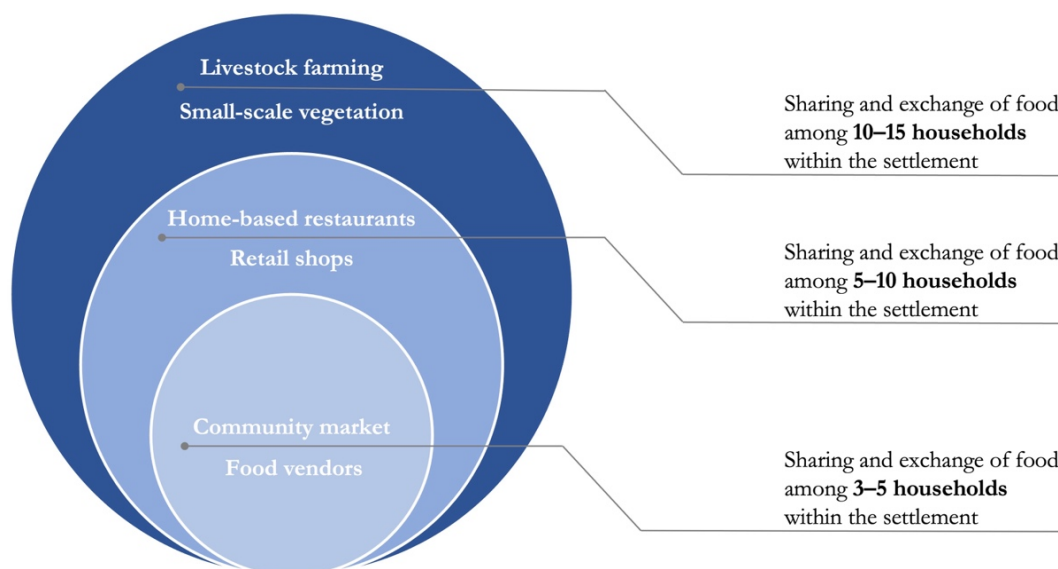 Livestock farming
Small-scale vegetation
Sharing and exchange of food
among 10–15 households
within the settlement
Home-based restaurants
Retail shops
Sharing and exchange of food
among 5–10 households
within the settlement
Community market
Food vendors
Sharing and exchange of food
among 3–5 households
within the settlement